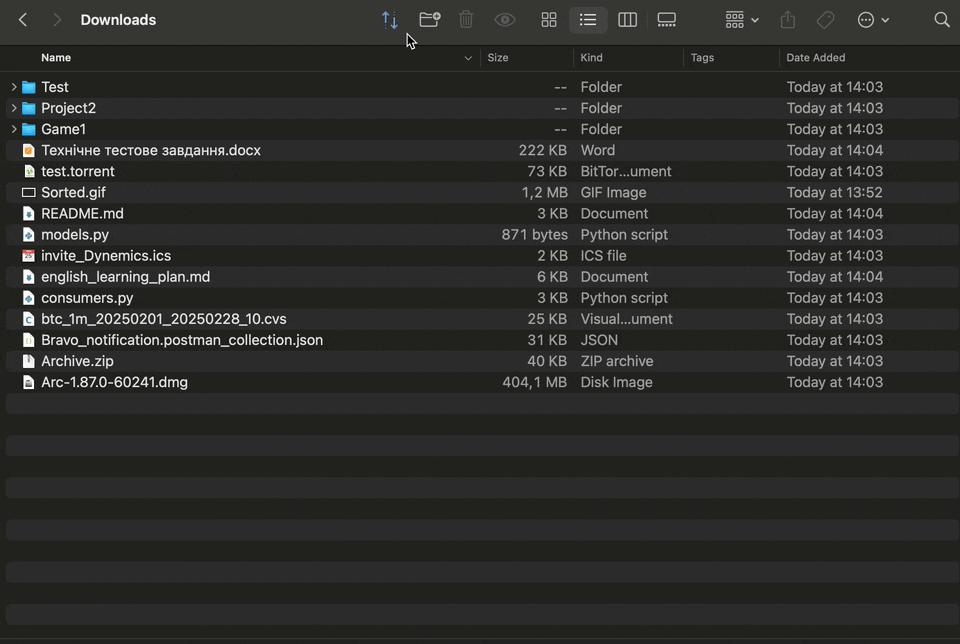 Downloads
Name Size Kind Tags Date Added
Test -- Folder Today at 14:03
Project2 -- Folder Today at 14:03
Game1 -- Folder Today at 14:03
Технічне тестове завдання.docx 222 KB Word Today at 14:04
test.torrent 73 KB BitTor...ument Today at 14:03
Sorted.gif 1,2 MB GIF Image Today at 13:52
README.md 3 KB Document Today at 14:04
models.py 871 bytes Python script Today at 14:03
invite_Dynemics.ics 2 KB ICS file Today at 14:03
english_learning_plan.md 6 KB Document Today at 14:04
consumers.py 3 KB Python script Today at 14:03
btc_1m_20250201_20250228_10.cvs 25 KB Visual...ument Today at 14:03
Bravo_notification.postman_collection.json 31 KB JSON Today at 14:03
Archive.zip 40 KB ZIP archive Today at 14:03
Arc-1.87.0-60241.dmg 404,1 MB Disk Image Today at 14:03